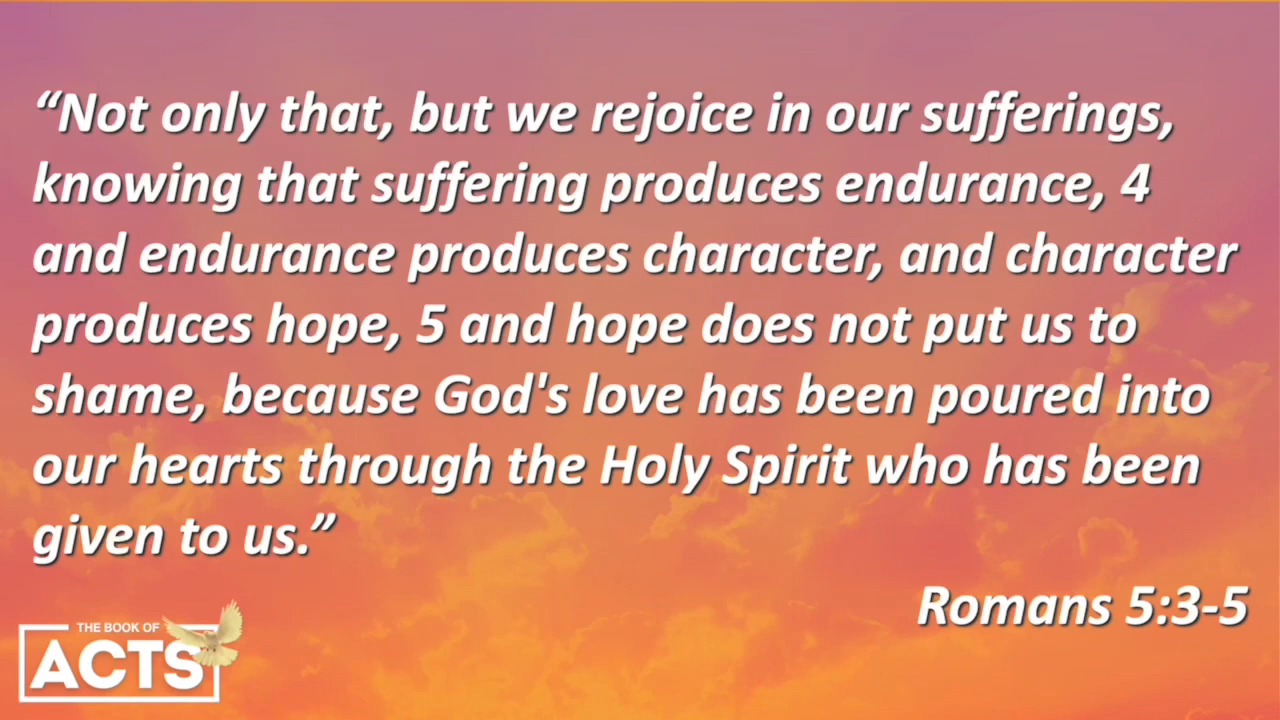 “Not only that, but we rejoice in our sufferings,
knowing that suffering produces endurance, 4
and endurance produces character, and character
produces hope, 5 and hope does not put us to
shame, because God's love has been poured into
our hearts through the Holy Spirit who has been
given to us.”
Romans 5:3-5
THE BOOK OF
ACTS